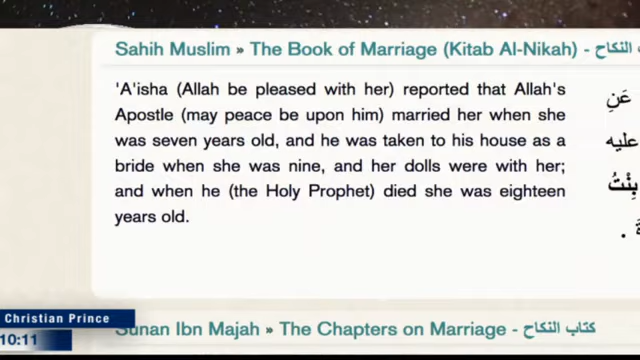 Sahih Muslim » The Book of Marriage (Kitab Al-Nikah) - كتاب النكاح
'A'isha (Allah be pleased with her) reported that Allah's
Apostle (may peace be upon him) married her when she
was seven years old, and he was taken to his house as a
bride when she was nine, and her dolls were with her;
and when he (the Holy Prophet) died she was eighteen
years old.
عَنِ
عليه
بِنْتُ
Christian Prince
10:11
Sunan Ibn Majah » The Chapters on Marriage - كتاب النكاح